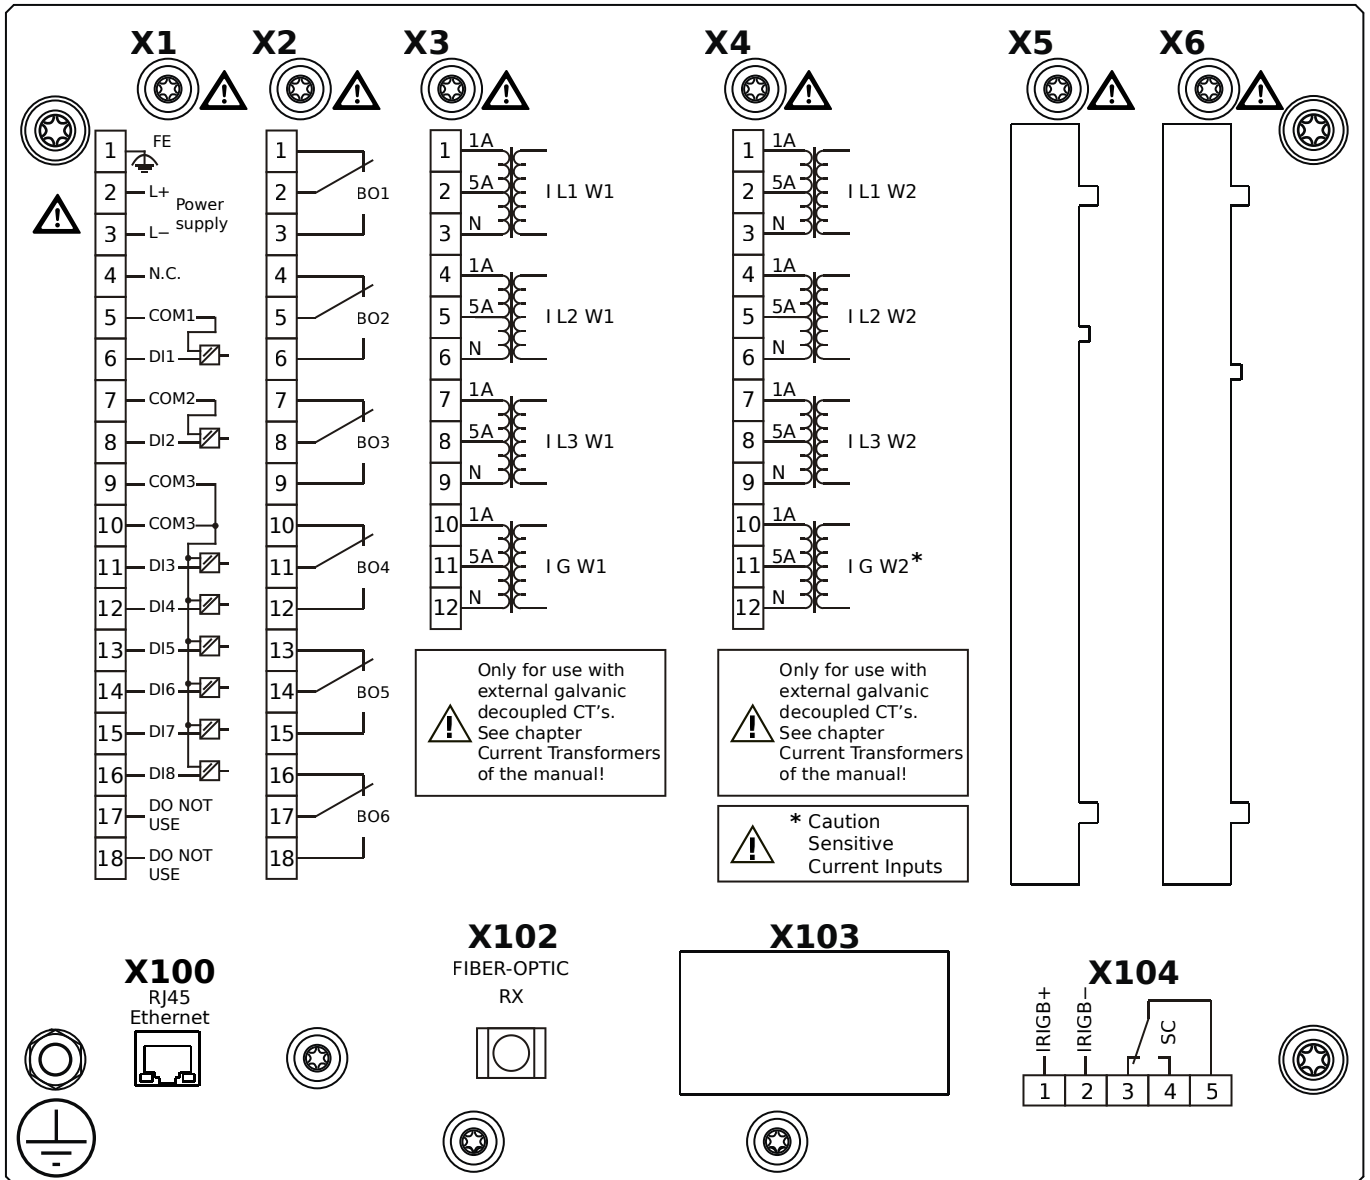 X1
1
FE
2
L+
Power
supply
3
L−
4
N.C.
5
COM1
6
DI1
7
COM2
8
DI2
9
COM3
10
COM3
11
DI3
12
DI4
13
DI5
14
DI6
15
DI7
16
DI8
17
DO NOT
USE
18
DO NOT
USE
X2
1
2
BO1
3
4
5
BO2
6
7
8
BO3
9
10
11
BO4
12
13
14
BO5
15
16
17
BO6
18
X3
1 1A
2 5A I L1 W1
3 N
4 1A
5 5A I L2 W1
6 N
7 1A
8 5A I L3 W1
9 N
10 1A
11 5A I G W1
12 N
Only for use with
external galvanic
decoupled CT's.
See chapter
Current Transformers
of the manual!
X4
1 1A
2 5A I L1 W2
3 N
4 1A
5 5A I L2 W2
6 N
7 1A
8 5A I L3 W2
9 N
10 1A
11 5A I G W2*
12 N
Only for use with
external galvanic
decoupled CT's.
See chapter
Current Transformers
of the manual!
* Caution
Sensitive
Current Inputs
X5
X6
X100
RJ45
Ethernet
X102
FIBER-OPTIC
RX
X103
X104
IRIGB+
IRIGB−
SC
1 2 3 4 5